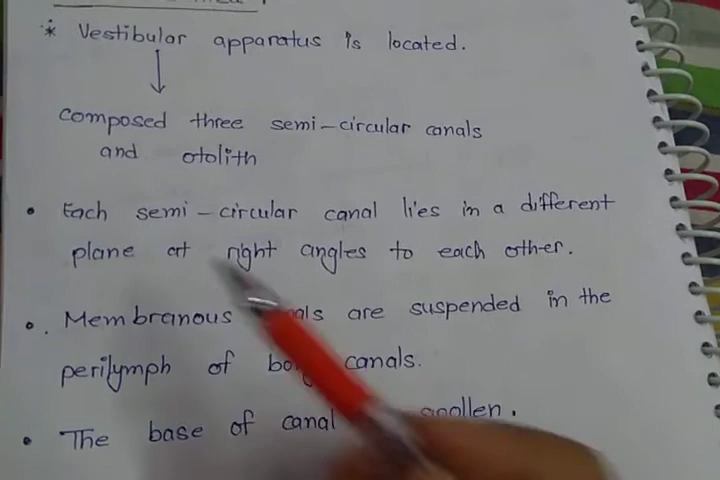 * Vestibular apparatus is located.
composed three semi-circular canals
and otolith
• Each semi-circular canal lies in a different
plane at right angles to each other.
• Membranous are suspended in the
perilymph of canals.
• The base of canal